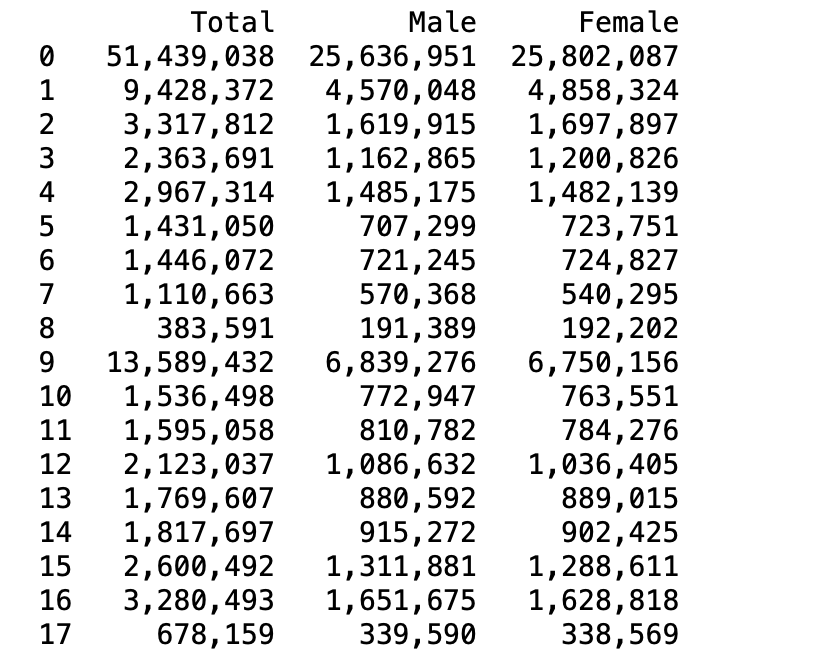 Total Male Female
0 51,439,038 25,636,951 25,802,087
1 9,428,372 4,570,048 4,858,324
2 3,317,812 1,619,915 1,697,897
3 2,363,691 1,162,865 1,200,826
4 2,967,314 1,485,175 1,482,139
5 1,431,050 707,299 723,751
6 1,446,072 721,245 724,827
7 1,110,663 570,368 540,295
8 383,591 191,389 192,202
9 13,589,432 6,839,276 6,750,156
10 1,536,498 772,947 763,551
11 1,595,058 810,782 784,276
12 2,123,037 1,086,632 1,036,405
13 1,769,607 880,592 889,015
14 1,817,697 915,272 902,425
15 2,600,492 1,311,881 1,288,611
16 3,280,493 1,651,675 1,628,818
17 678,159 339,590 338,569